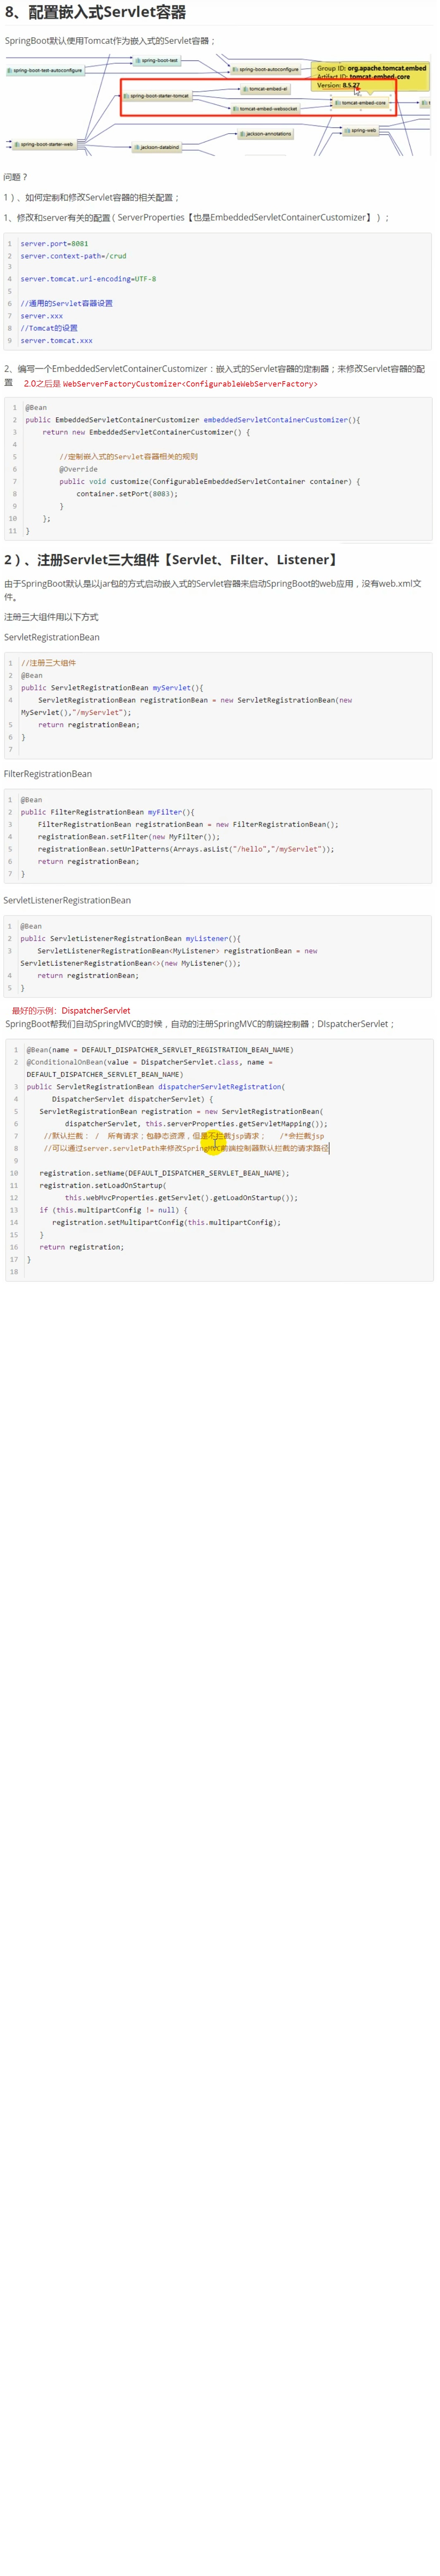 8、配置嵌入式Servlet容器
SpringBoot默认使用Tomcat作为嵌入式的Servlet容器；
spring-boot-test
spring-boot-test-autoconfigure
spring-boot-autoconfigure
Group ID: org.apache.tomcat.embed
Artifact ID: tomcat-embed-core
Version: 8.5.27
tomcat-embed-el
spring-boot-starter-tomcat
tomcat-embed-core
tomcat-embed-websocket
jackson-annotations
spring-web
spring-boot-starter-web
jackson-databind
问题？
1）、如何定制和修改Servlet容器的相关配置；
1、修改和server有关的配置（ServerProperties【也是EmbeddedServletContainerCustomizer】）；
1 server.port=8081
2 server.context-path=/crud
3
4 server.tomcat.uri-encoding=UTF-8
5
6 //通用的Servlet容器设置
7 server.xxx
8 //Tomcat的设置
9 server.tomcat.xxx
2、编写一个EmbeddedServletContainerCustomizer：嵌入式的Servlet容器的定制器；来修改Servlet容器的配
置 2.0之后是 WebServerFactoryCustomizer<ConfigurableWebServerFactory>
1 @Bean
2 public EmbeddedServletContainerCustomizer embeddedServletContainerCustomizer(){
3 return new EmbeddedServletContainerCustomizer() {
4
5 //定制嵌入式的Servlet容器相关的规则
6 @Override
7 public void customize(ConfigurableEmbeddedServletContainer container) {
8 container.setPort(8083);
9 }
10 };
11 }
2）、注册Servlet三大组件【Servlet、Filter、Listener】
由于SpringBoot默认是以jar包的方式启动嵌入式的Servlet容器来启动SpringBoot的web应用，没有web.xml文
件。
注册三大组件用以下方式
ServletRegistrationBean
1 //注册三大组件
2 @Bean
3 public ServletRegistrationBean myServlet(){
4 ServletRegistrationBean registrationBean = new ServletRegistrationBean(new
MyServlet(),"/myServlet");
5 return registrationBean;
6 }
7
FilterRegistrationBean
1 @Bean
2 public FilterRegistrationBean myFilter(){
3 FilterRegistrationBean registrationBean = new FilterRegistrationBean();
4 registrationBean.setFilter(new MyFilter());
5 registrationBean.setUrlPatterns(Arrays.asList("/hello","/myServlet"));
6 return registrationBean;
7 }
ServletListenerRegistrationBean
1 @Bean
2 public ServletListenerRegistrationBean myListener(){
3 ServletListenerRegistrationBean<MyListener> registrationBean = new
ServletListenerRegistrationBean<>(new MyListener());
4 return registrationBean;
5 }
最好的示例：DispatcherServlet
SpringBoot帮我们自动SpringMVC的时候，自动的注册SpringMVC的前端控制器；DIspatcherServlet；
1 @Bean(name = DEFAULT_DISPATCHER_SERVLET_REGISTRATION_BEAN_NAME)
2 @ConditionalOnBean(value = DispatcherServlet.class, name =
DEFAULT_DISPATCHER_SERVLET_BEAN_NAME)
3 public ServletRegistrationBean dispatcherServletRegistration(
4 DispatcherServlet dispatcherServlet) {
5 ServletRegistrationBean registration = new ServletRegistrationBean(
6 dispatcherServlet, this.serverProperties.getServletMapping());
7 //默认拦截： / 所有请求；包静态资源，但是不拦截jsp请求； /*会拦截jsp
8 //可以通过server.servletPath来修改SpringMVC前端控制器默认拦截的请求路径
9
10 registration.setName(DEFAULT_DISPATCHER_SERVLET_BEAN_NAME);
11 registration.setLoadOnStartup(
12 this.webMvcProperties.getServlet().getLoadOnStartup());
13 if (this.multipartConfig != null) {
14 registration.setMultipartConfig(this.multipartConfig);
15 }
16 return registration;
17 }
18